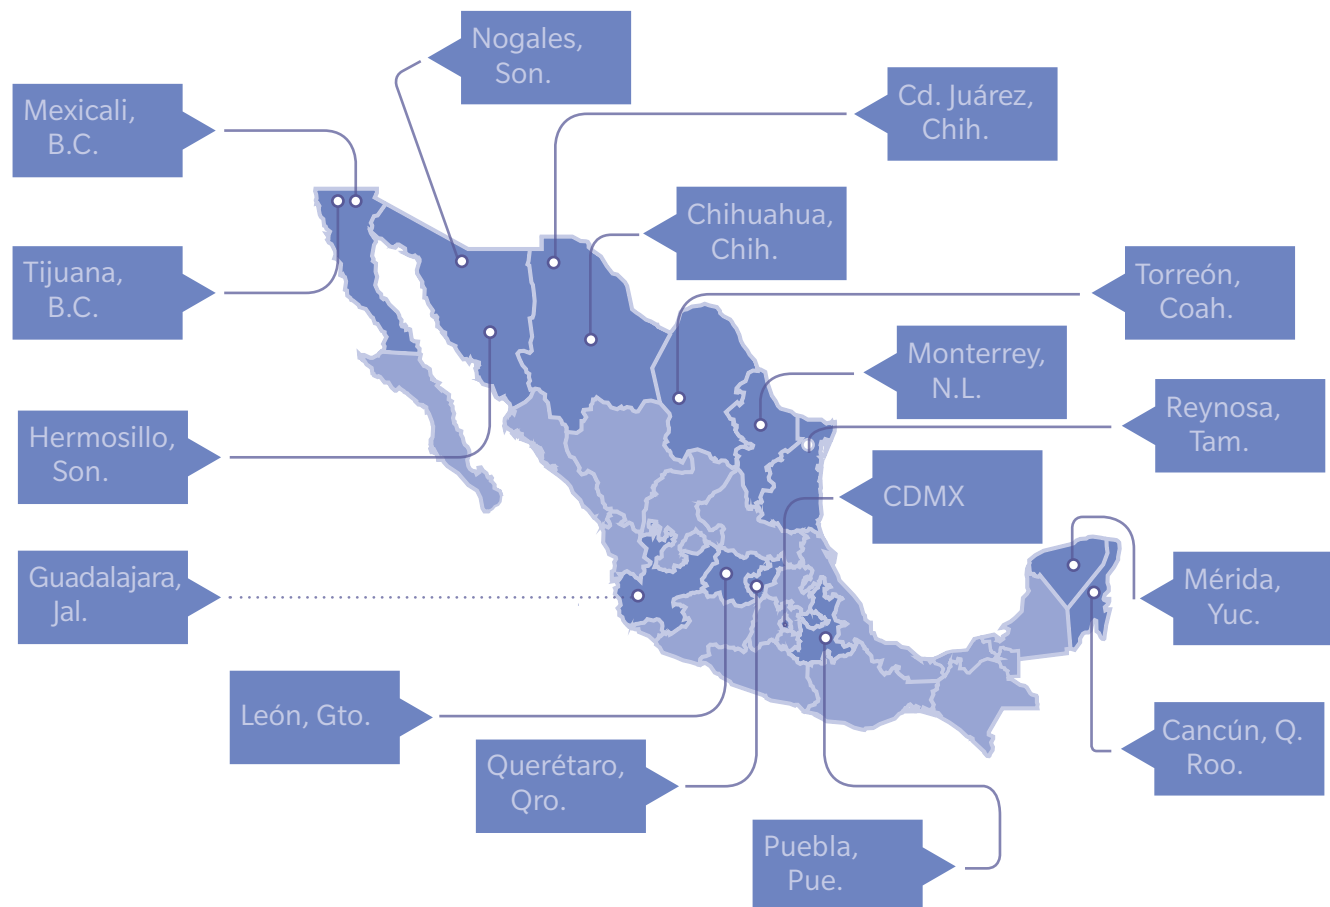 Nogales,
Son.
Cd. Juárez,
Chih.
Mexicali,
B.C.
Chihuahua,
Chih.
Tijuana,
B.C.
Torreón,
Coah.
Monterrey,
N.L.
Reynosa,
Tam.
Hermosillo,
Son.
CDMX
Guadalajara,
Jal.
Mérida,
Yuc.
León, Gto.
Cancún, Q.
Roo.
Querétaro,
Qro.
Puebla,
Pue.